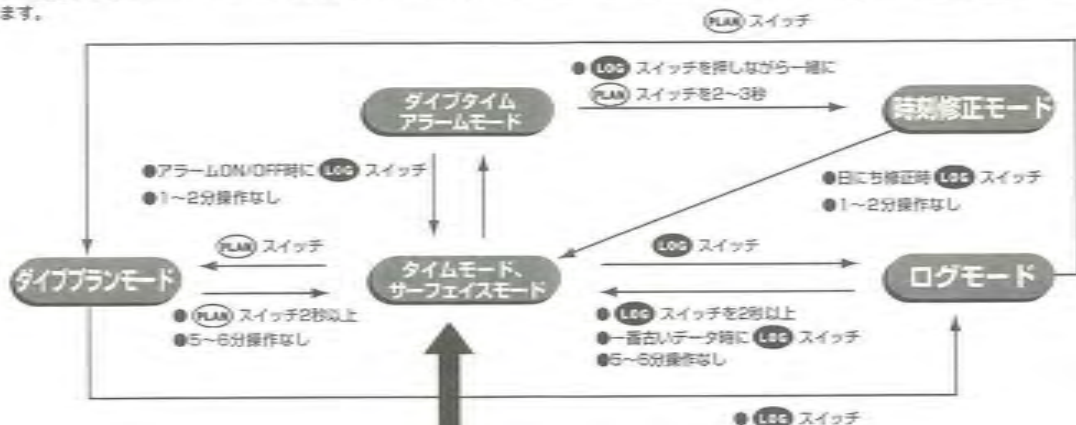 ます。
PLAN スイッチ
●LOG スイッチを押しながら一緒に
PLAN スイッチを2～3秒
ダイブタイム
アラームモード
時刻修正モード
●アラームON/OFF時に LOG スイッチ
●1～2分操作なし
●日にち修正時 LOG スイッチ
●1～2分操作なし
PLAN スイッチ
LOG スイッチ
ダイブプランモード
タイムモード、
サーフェイスモード
ログモード
●PLAN スイッチ2秒以上
●5～6分操作なし
●LOG スイッチを2秒以上
●一番古いデータ時に LOG スイッチ
●5～6分操作なし
●LOG スイッチ